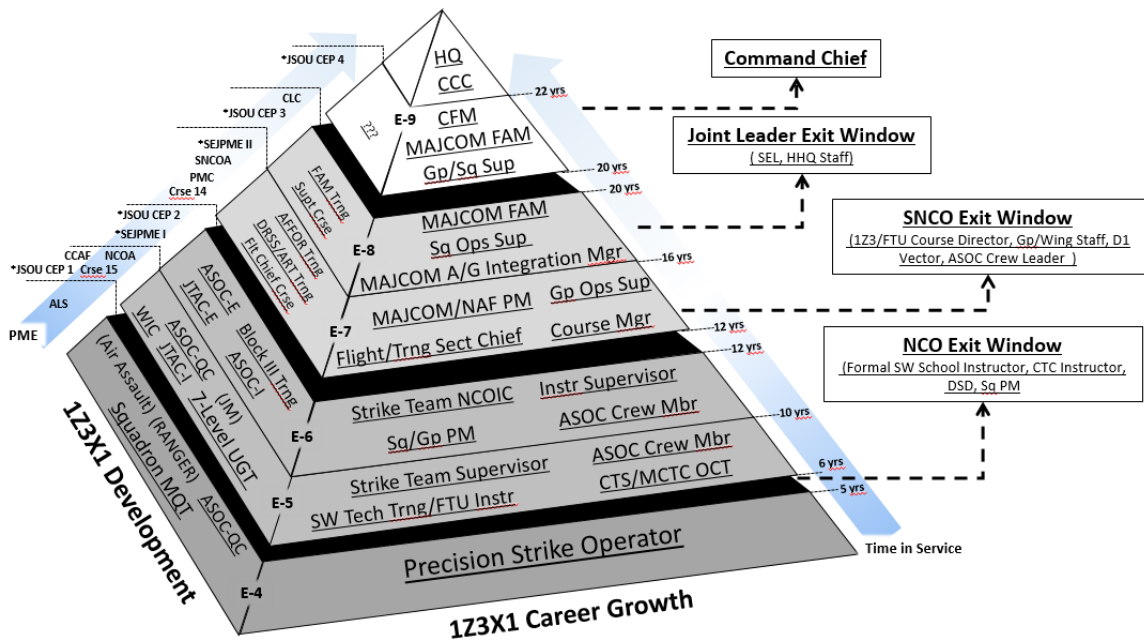 *JSOU CEP 4
CLC
*JSOU CEP 3
*SEJPME II
SNCOA
PMC
Crse 14
*JSOU CEP 2
*SEJPME I
CCAF NCOA
*JSOU CEP 1 Crse 15
ALS
PME
HQ
CCC
E-9
???
CFM
MAJCOM FAM
Gp/Sq Sup
FAM Trng
Supt Crse
E-8
MAJCOM FAM
Sq Ops Sup
AFFOR Trng
DRSS/ART Trng
Flt Chief Crse
E-7
MAJCOM A/G Integration Mgr
MAJCOM/NAF PM Gp Ops Sup
Flight/Trng Sect Chief Course Mgr
ASOC-E
JTAC-E
Block III Trng
ASOC-I
E-6
Strike Team NCOIC Instr Supervisor
Sq/Gp PM ASOC Crew Mbr
ASOC-QC
WIC JTAC-I
(JM)
7-Level UGT
E-5
Strike Team Supervisor ASOC Crew Mbr
SW Tech Trng/FTU Instr CTS/MCTC OCT
(Air Assault) (RANGER) ASOC-QC
Squadron MQT
E-4
Precision Strike Operator
1Z3X1 Development
1Z3X1 Career Growth
22 yrs
20 yrs
20 yrs
16 yrs
12 yrs
12 yrs
10 yrs
6 yrs
5 yrs
Time in Service
Command Chief
Joint Leader Exit Window
( SEL, HHQ Staff)
SNCO Exit Window
(1Z3/FTU Course Director, Gp/Wing Staff, D1
Vector, ASOC Crew Leader )
NCO Exit Window
(Formal SW School Instructor, CTC Instructor,
DSD, Sq PM)